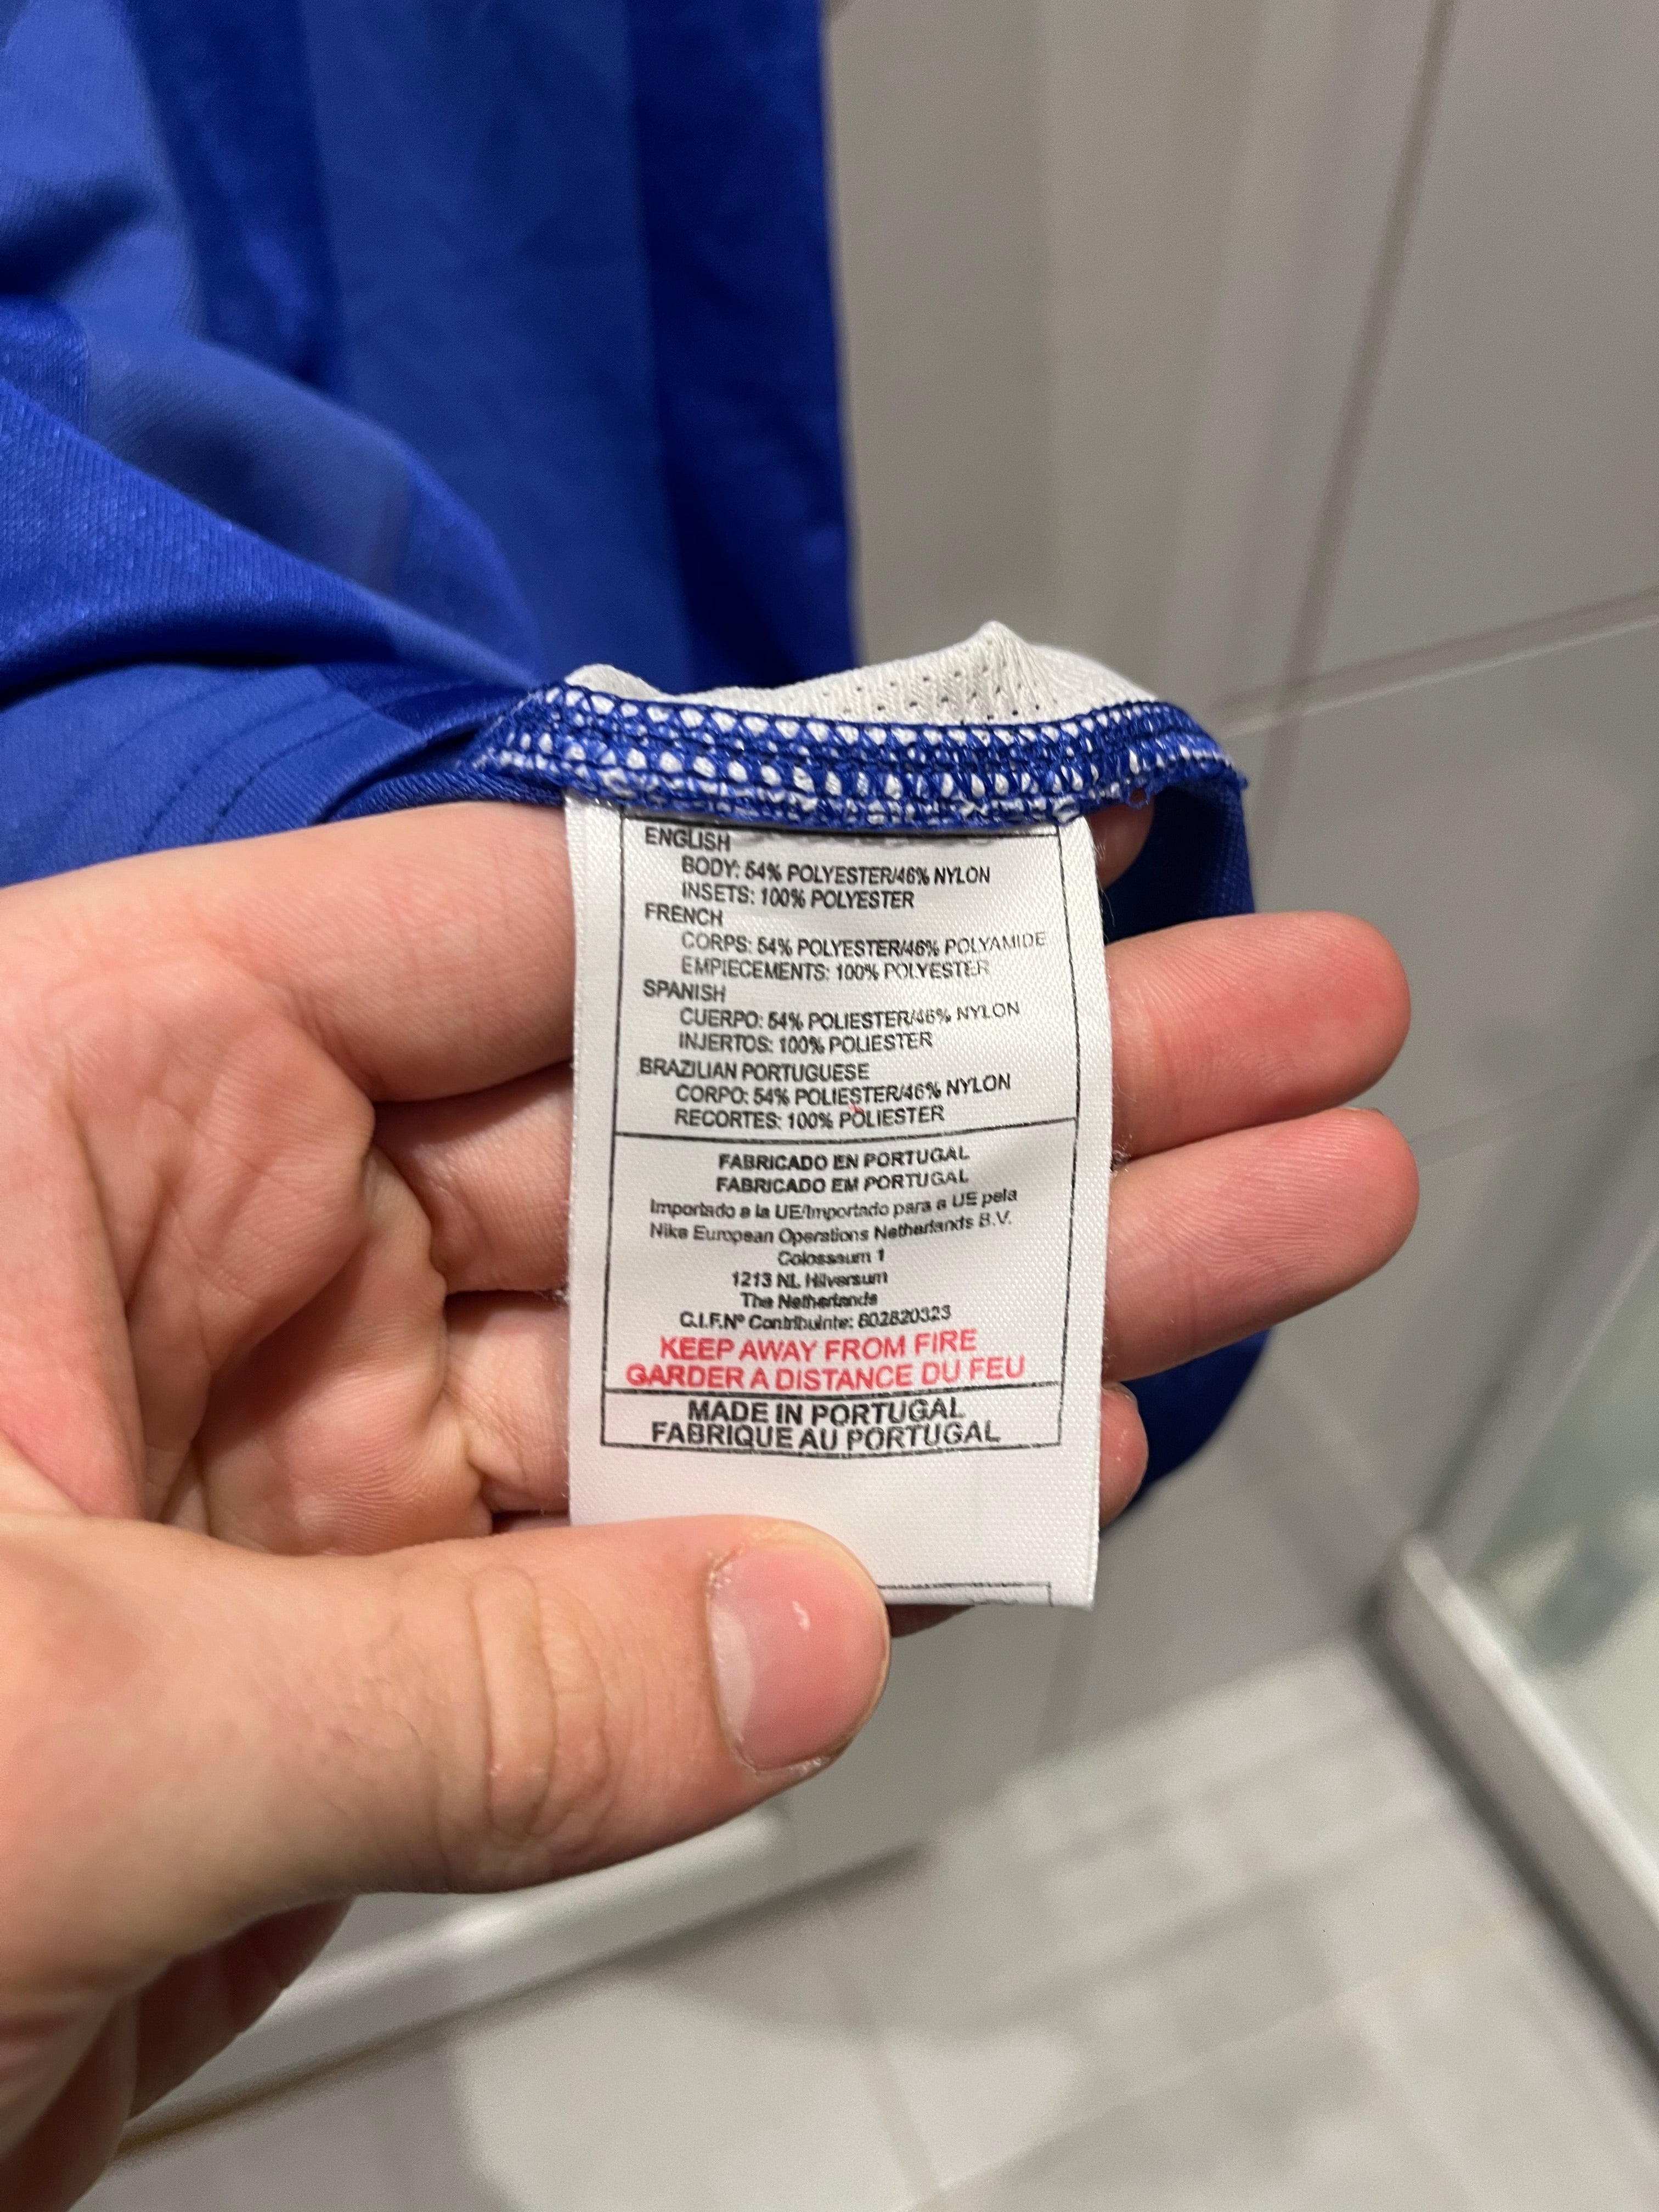 ENGLISH
BODY: 54% POLYESTER/46% NYLON
INSETS: 100% POLYESTER
FRENCH
CORPS: 54% POLYESTER/46% POLYAMIDE
EMPIECEMENTS: 100% POLYESTER
SPANISH
CUERPO: 54% POLIESTER/46% NYLON
INJERTOS: 100% POLIESTER
BRAZILIAN PORTUGUESE
CORPO: 54% POLIESTER/46% NYLON
RECORTES: 100% POLIESTER
FABRICADO EN PORTUGAL
FABRICADO EM PORTUGAL
Importado a la UE/Importado para a UE pela
Nike European Operations Netherlands B.V.
Colosseum 1
1213 NL Hilversum
The Netherlands
C.I.F.Nº Contribuinte: 802820323
KEEP AWAY FROM FIRE
GARDER A DISTANCE DU FEU
MADE IN PORTUGAL
FABRIQUE AU PORTUGAL